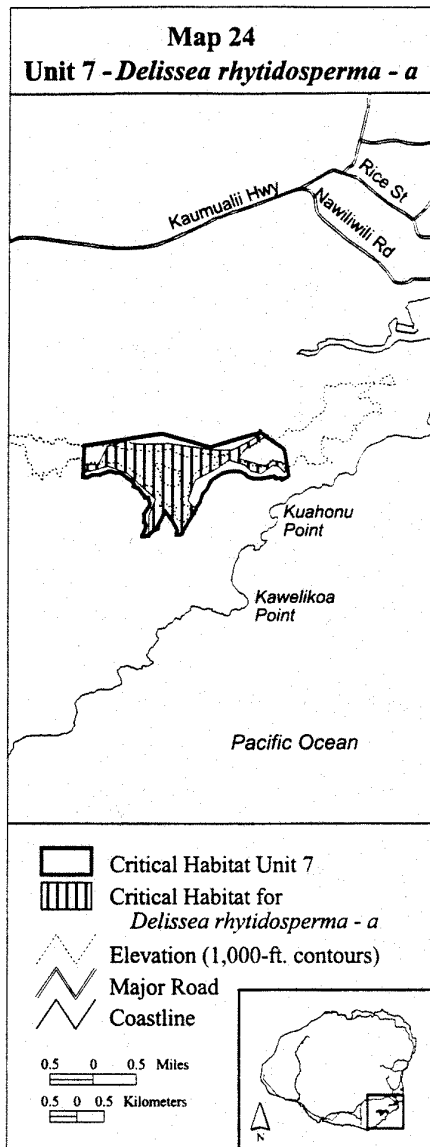 Map 24
Unit 7 - Delissea rhytidosperma - a
Rice St
Kaumualii Hwy
Nawiliwili Rd
Kuahonu
Point
Kawelikoa
Point
Pacific Ocean
Critical Habitat Unit 7
Critical Habitat for
Delissea rhytidosperma - a
Elevation (1,000-ft. contours)
Major Road
Coastline
0.5 0 0.5 Miles
0.5 0 0.5 Kilometers
N